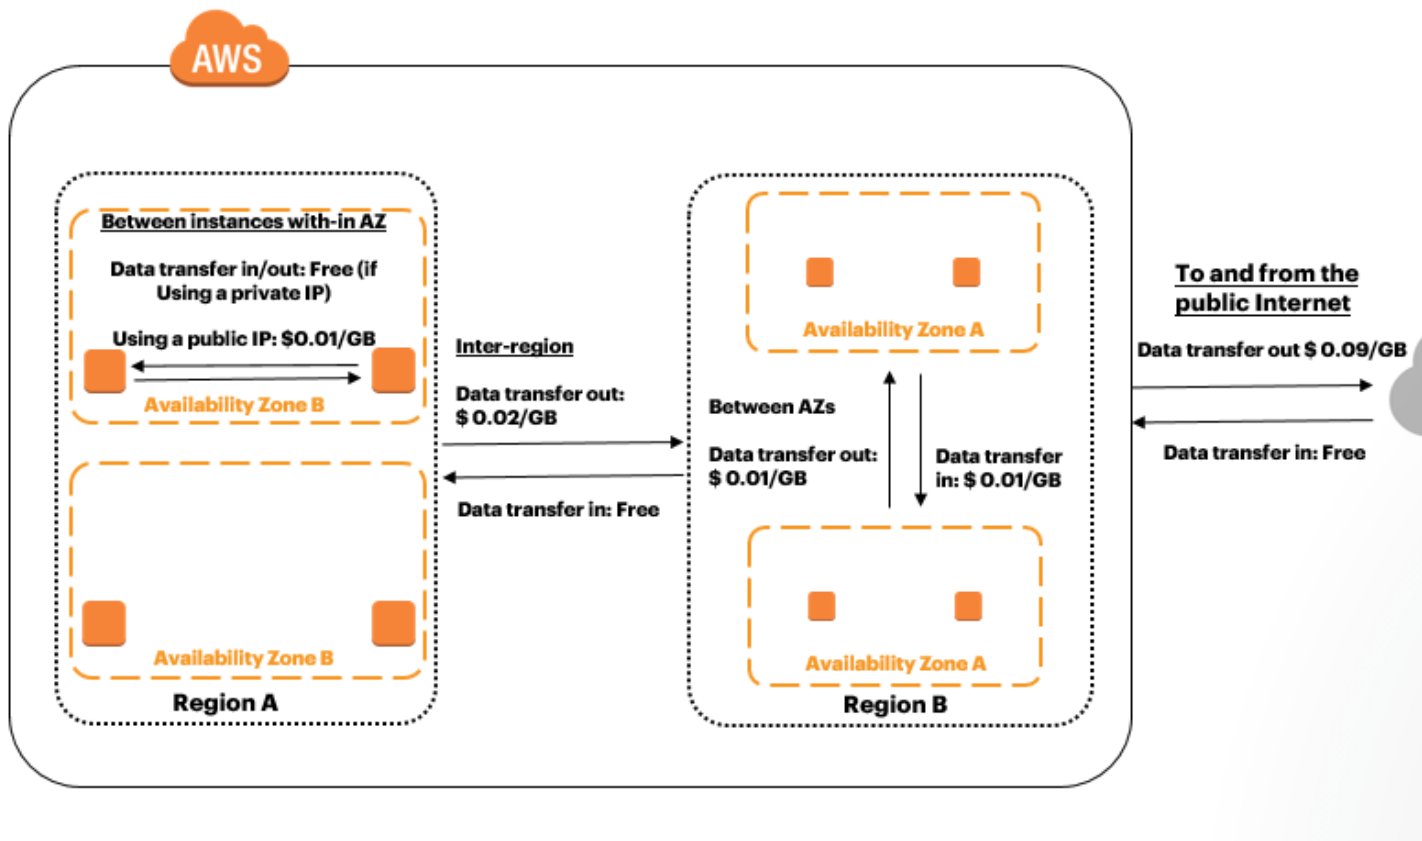 AWS
Between instances with-in AZ
Data transfer in/out: Free (if
Using a private IP)
Using a public IP: $0.01/GB
Availability Zone B
Availability Zone B
Region A
Inter-region
Data transfer out:
$ 0.02/GB
Data transfer in: Free
Availability Zone A
Between AZs
Data transfer out:
$ 0.01/GB
Data transfer
in: $ 0.01/GB
Availability Zone A
Region B
To and from the
public Internet
Data transfer out $ 0.09/GB
Data transfer in: Free